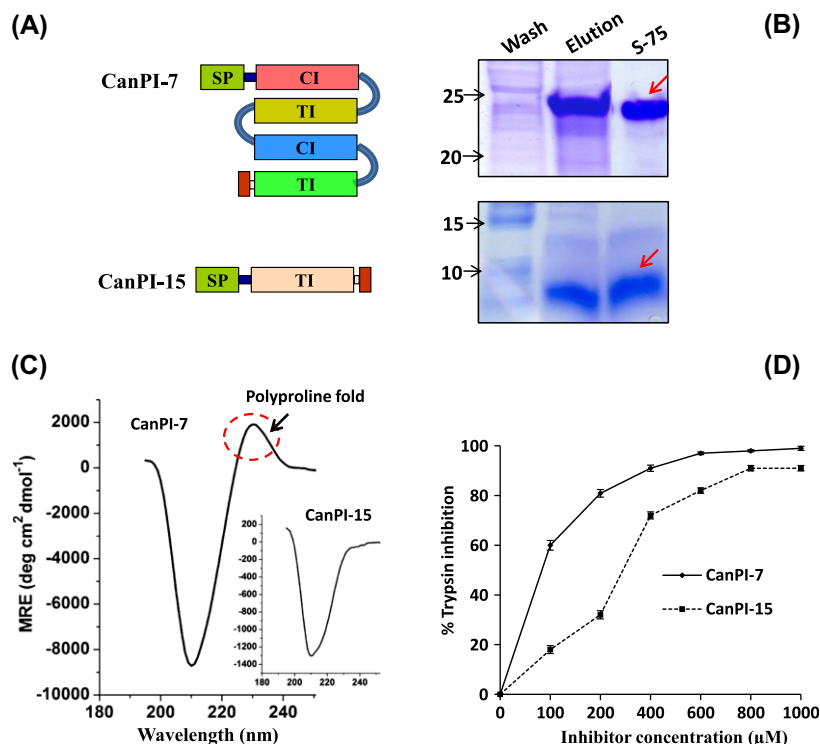 (A)
CanPI-7
SP
CI
TI
CI
TI
CanPI-15
SP
TI
(B)
Wash
Elution
S-75
25
20
15
10
(C)
CanPI-7
Polyproline fold
MRE (deg cm² dmol⁻¹)
2000
0
-2000
-4000
-6000
-8000
-10000
180 200 220 240
Wavelength (nm)
CanPI-15
200
0
-200
-400
-600
-800
-1000
-1200
-1400
180 200 220 240
(D)
% Trypsin inhibition
100
90
80
60
40
20
0
0 100 200 400 600 800 1000
Inhibitor concentration (µM)
CanPI-7
CanPI-15